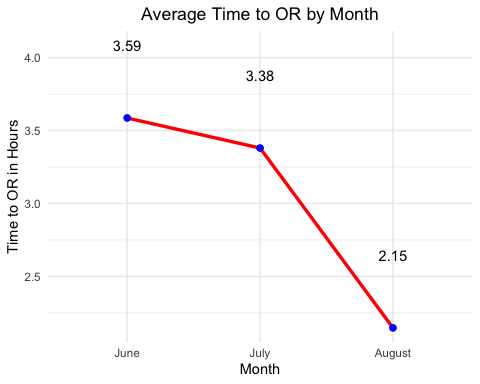 Average Time to OR by Month
3.59
3.38
2.15
4.0
3.5
3.0
2.5
Time to OR in Hours
June July August
Month